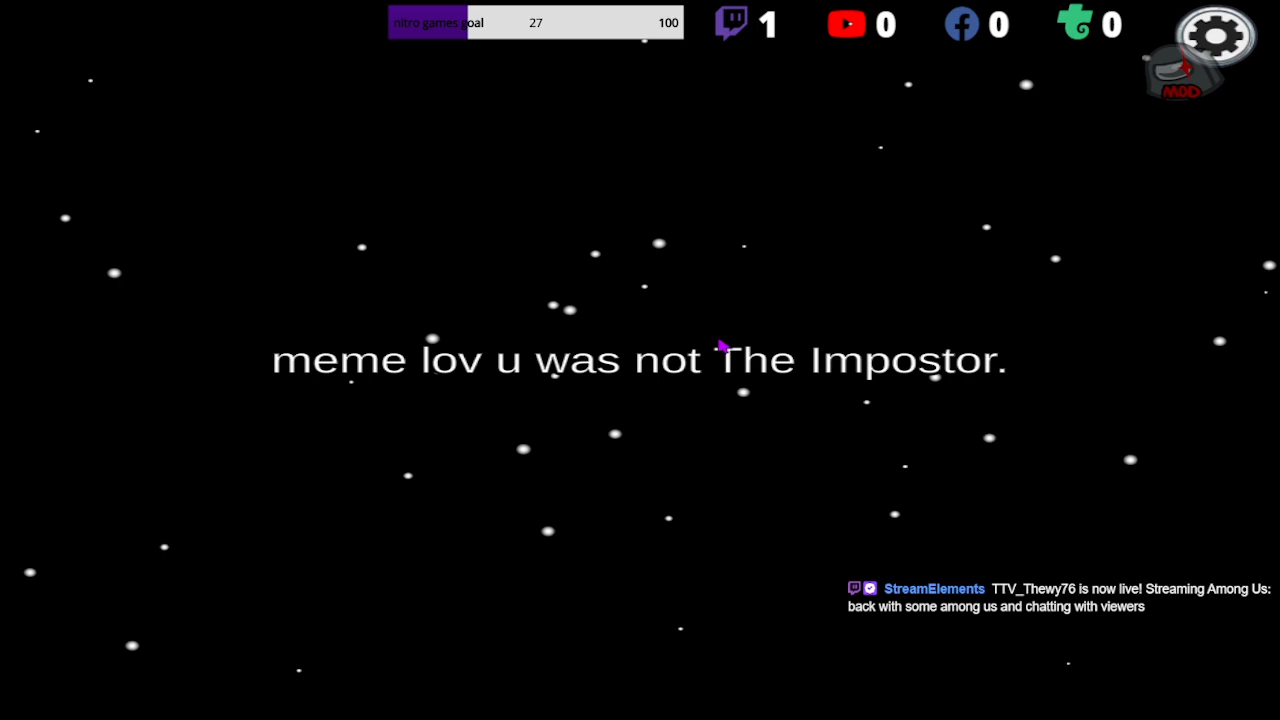 nitro games goal 27 100 1 0 0 0
MOD
meme lov u was not The Impostor.
StreamElements TTV_Thewy76 is now live! Streaming Among Us:
back with some among us and chatting with viewers